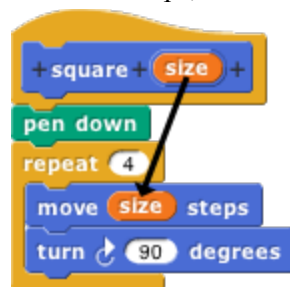 + square + size +
pen down
repeat 4
move size steps
turn 90 degrees